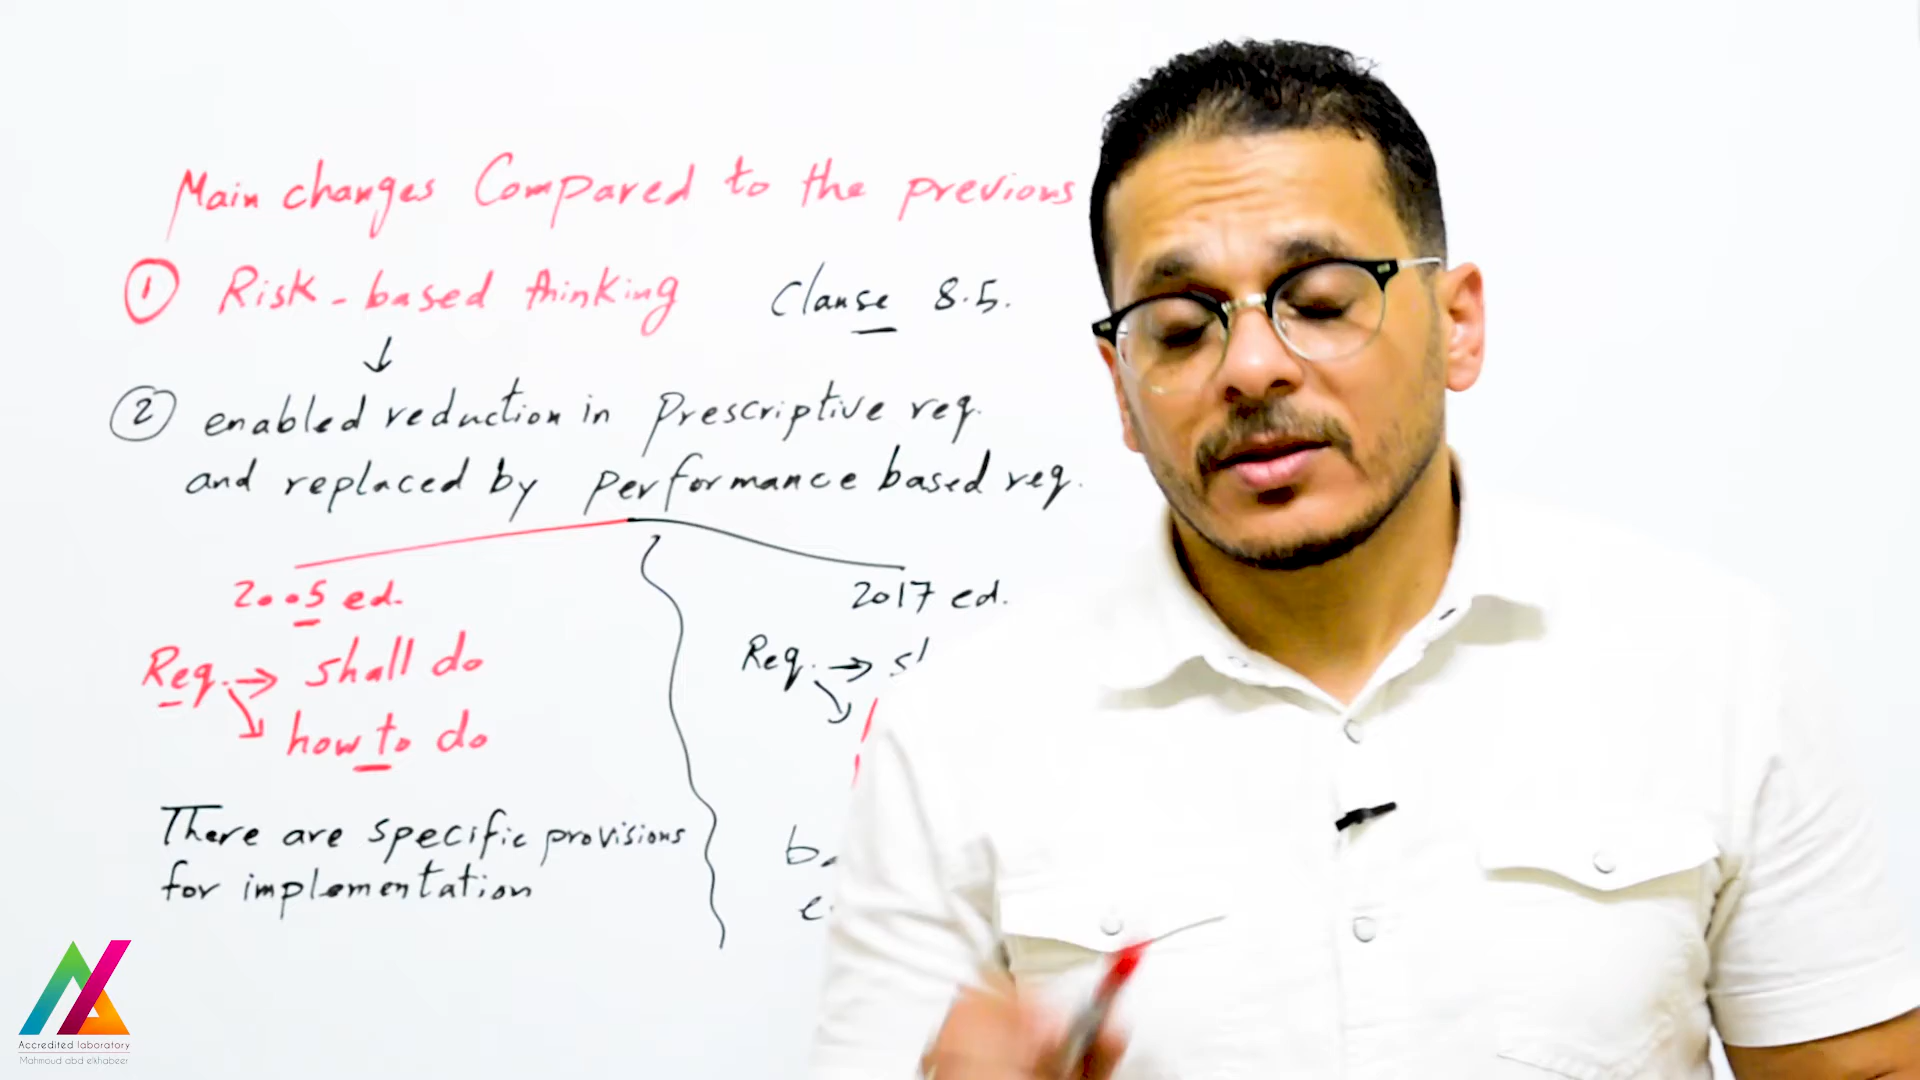 Main changes Compared to the previous
① Risk-based thinking Clause 8.5.
↓
② enabled reduction in Prescriptive req.
and replaced by performance based req.
2005 ed.
Req. → shall do
how to do
There are specific provisions
for implementation
2017 ed.
Req. →
Accredited laboratory
Mahmoud abd elkhabeer